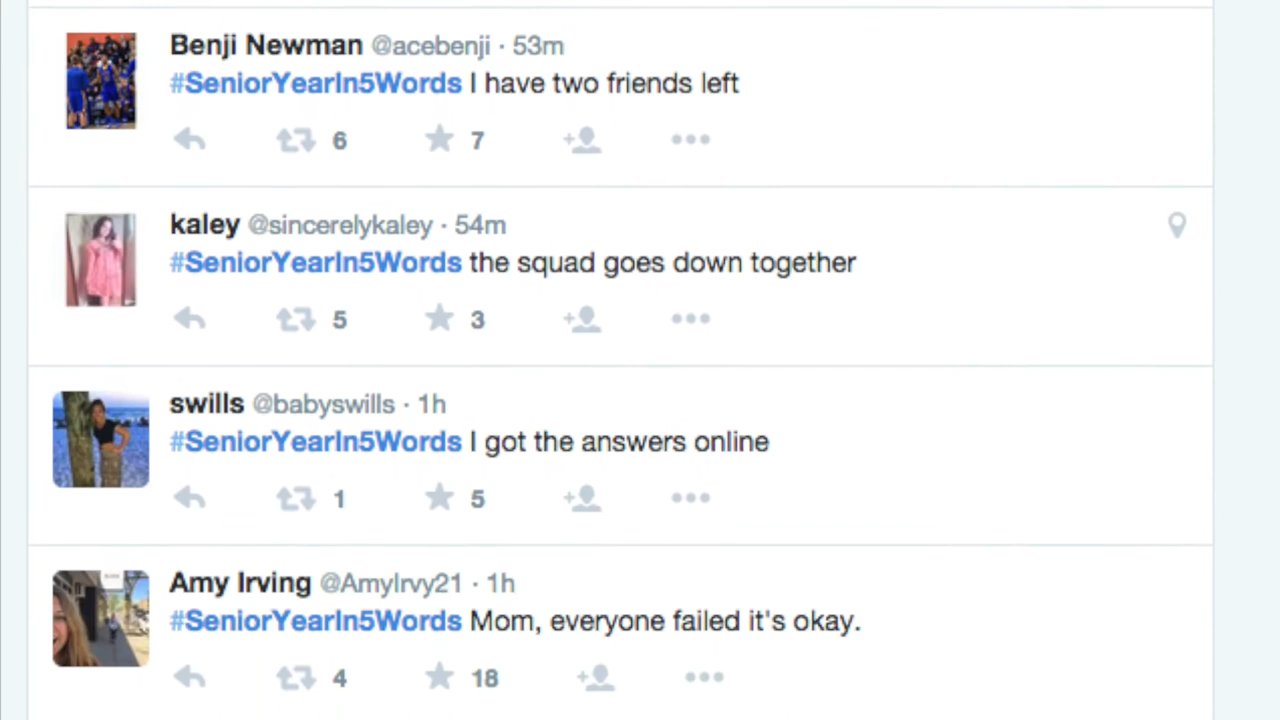 Benji Newman @acebenji · 53m
#SeniorYearIn5Words I have two friends left
6 7
kaley @sincerelykaley · 54m
#SeniorYearIn5Words the squad goes down together
5 3
swills @babyswills · 1h
#SeniorYearIn5Words I got the answers online
1 5
Amy Irving @AmyIrvy21 · 1h
#SeniorYearIn5Words Mom, everyone failed it's okay.
4 18